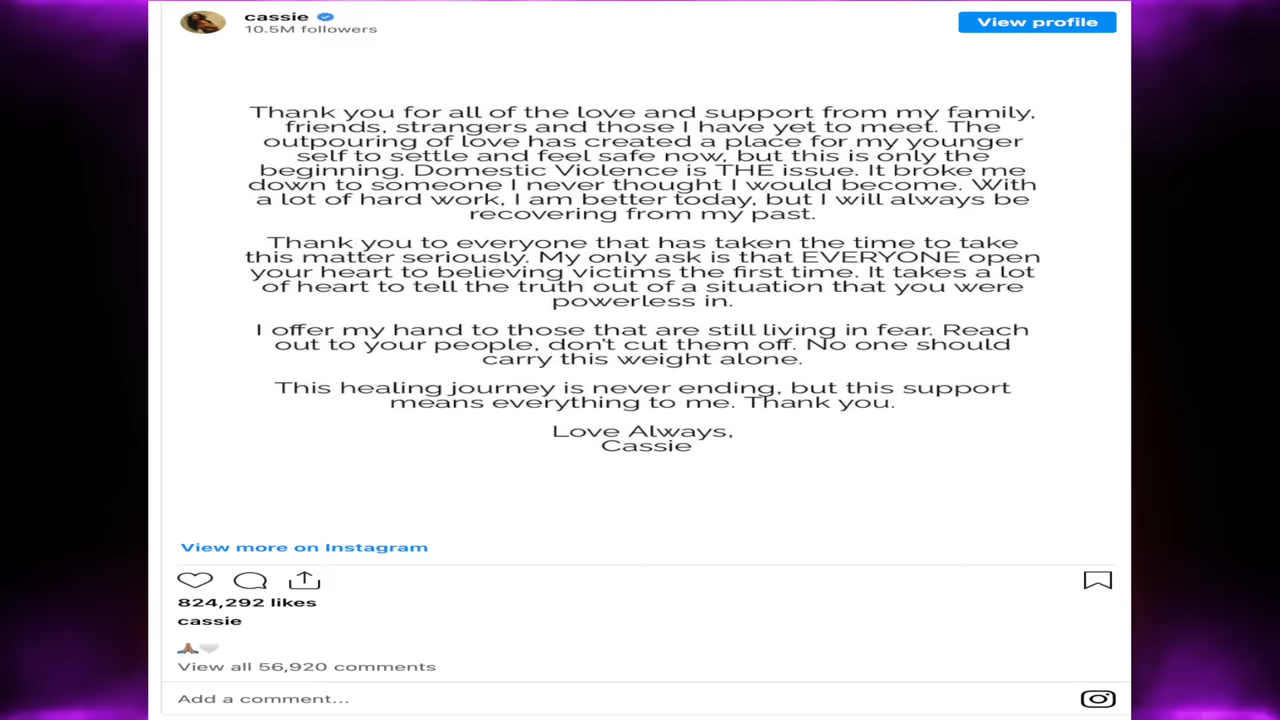 cassie
10.5M followers
View profile
Thank you for all of the love and support from my family,
friends, strangers and those I have yet to meet. The
outpouring of love has created a place for my younger
self to settle and feel safe now, but this is only the
beginning. Domestic Violence is THE issue. It broke me
down to someone I never thought I would become. With
a lot of hard work, I am better today, but I will always be
recovering from my past.
Thank you to everyone that has taken the time to take
this matter seriously. My only ask is that EVERYONE open
your heart to believing victims the first time. It takes a lot
of heart to tell the truth out of a situation that you were
powerless in.
I offer my hand to those that are still living in fear. Reach
out to your people, don't cut them off. No one should
carry this weight alone.
This healing journey is never ending, but this support
means everything to me. Thank you.
Love Always,
Cassie
View more on Instagram
824,292 likes
cassie
View all 56,920 comments
Add a comment...